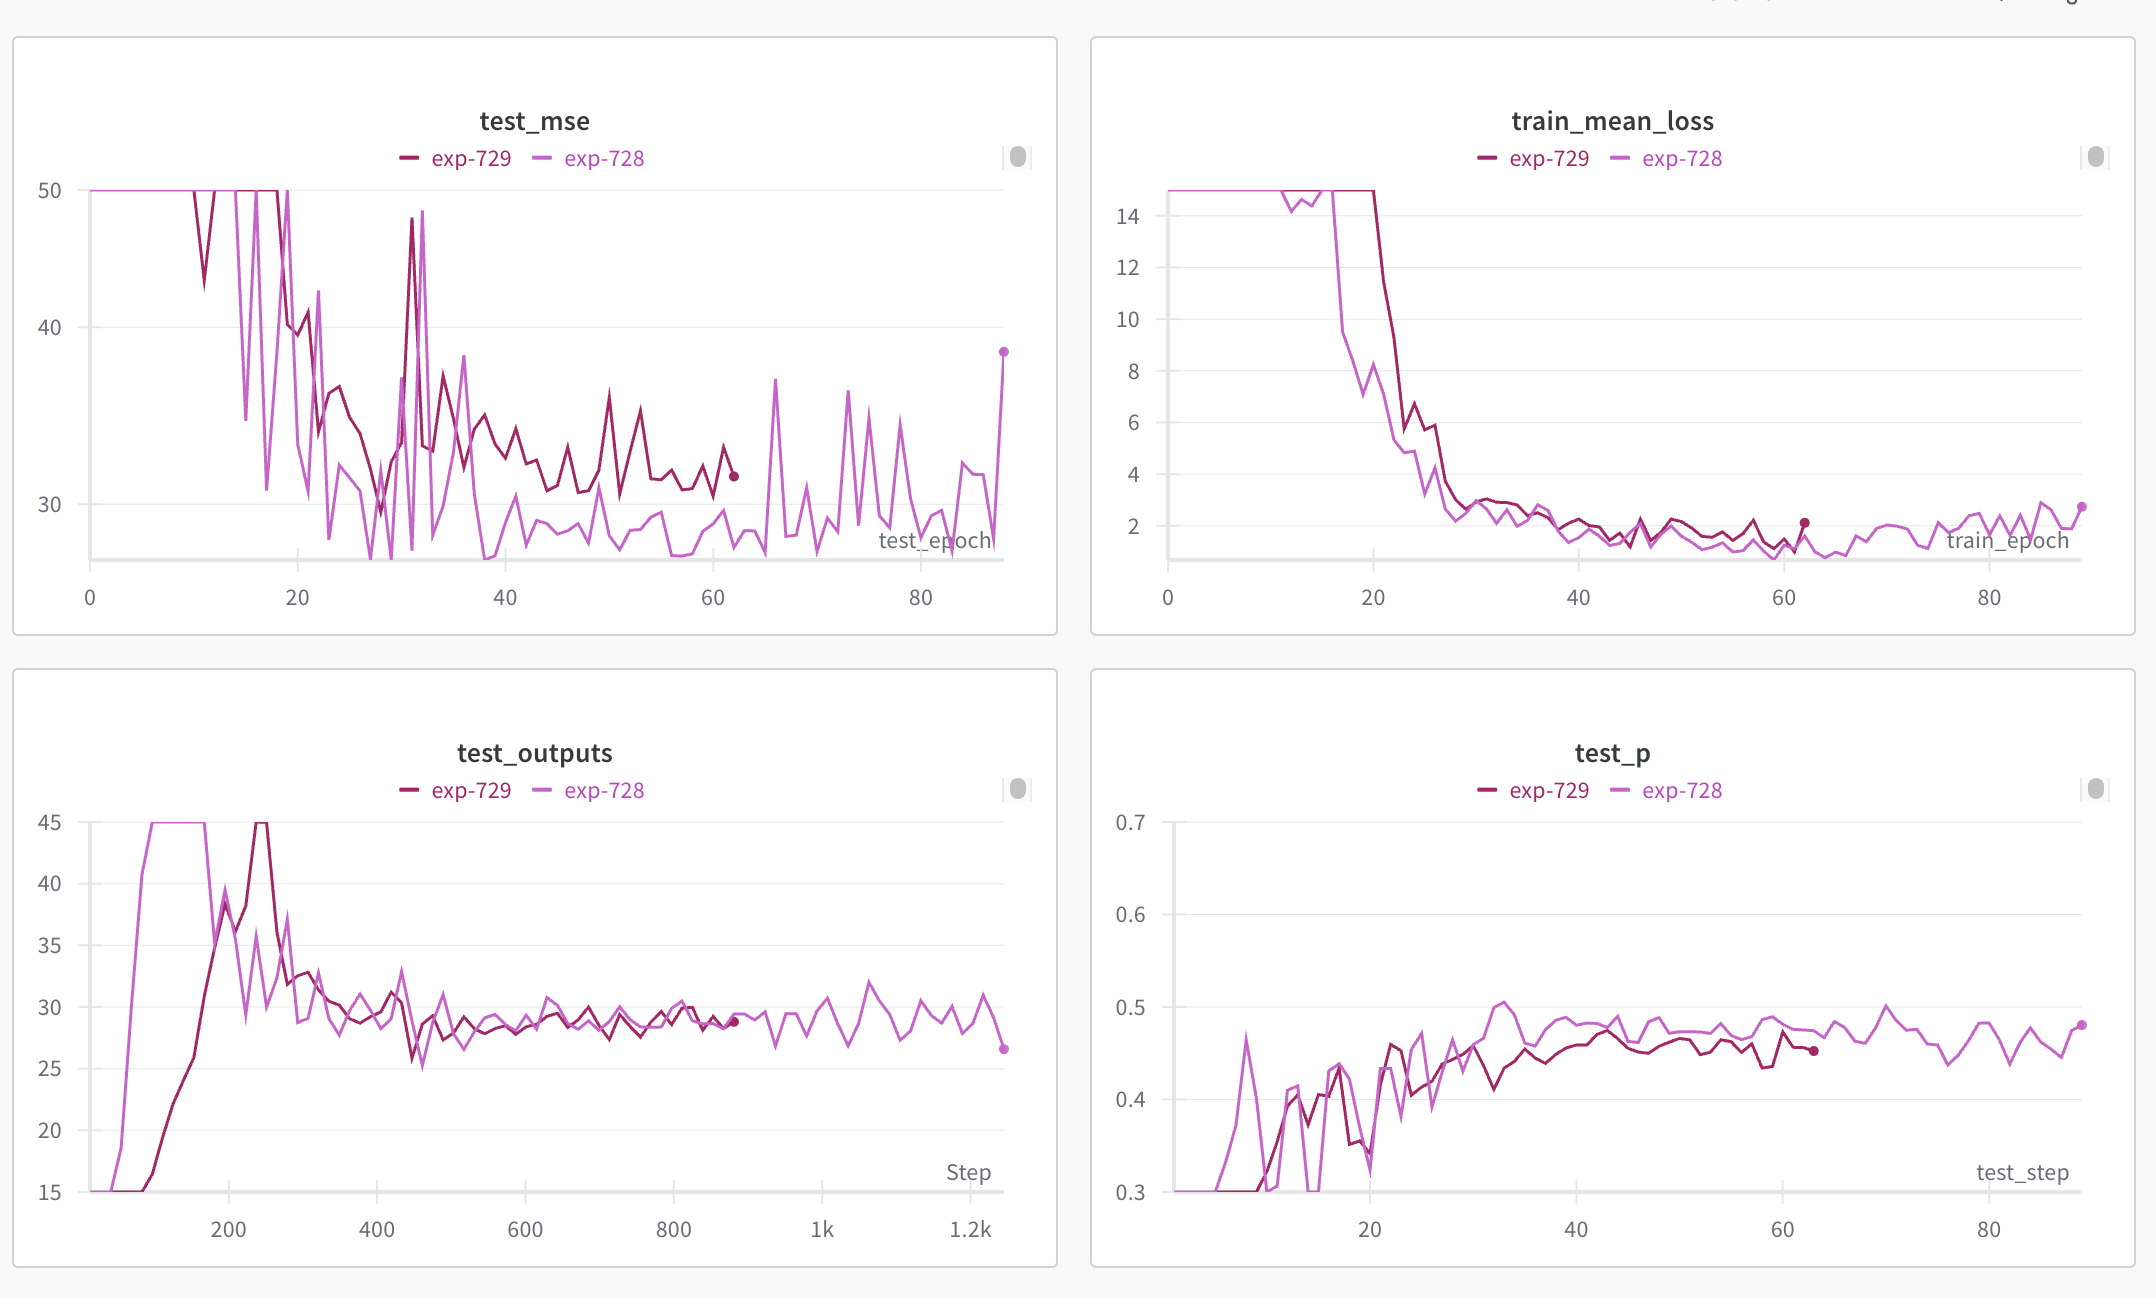 test_mse
exp-729 exp-728
50
40
30
test_epoch
0 20 40 60 80
train_mean_loss
exp-729 exp-728
14
12
10
8
6
4
2
train_epoch
0 20 40 60 80
test_outputs
exp-729 exp-728
45
40
35
30
25
20
15
Step
200 400 600 800 1k 1.2k
test_p
exp-729 exp-728
0.7
0.6
0.5
0.4
0.3
test_step
20 40 60 80